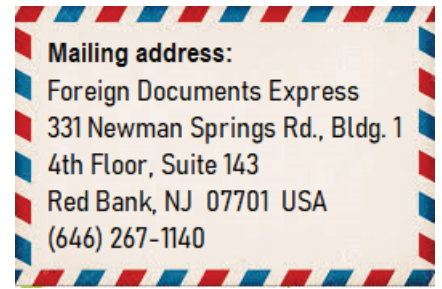 Mailing address:
Foreign Documents Express
331 Newman Springs Rd., Bldg. 1
4th Floor, Suite 143
Red Bank, NJ  07701  USA
(646) 267-1140